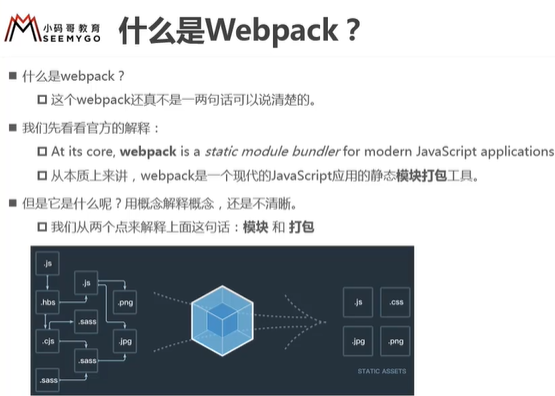 小码哥教育
SEEMYGO
什么是Webpack？
什么是webpack？
这个webpack还真不是一两句话可以说清楚的。
我们先看看官方的解释：
At its core, webpack is a static module bundler for modern JavaScript applications
从本质上来讲，webpack是一个现代的JavaScript应用的静态模块打包工具。
但是它是什么呢？用概念解释概念，还是不清晰。
我们从两个点来解释上面这句话：模块 和 打包
.js
.js
.hbs
.png
.sass
.cjs
.jpg
.sass
.sass
.js
.css
.jpg
.png
STATIC ASSETS